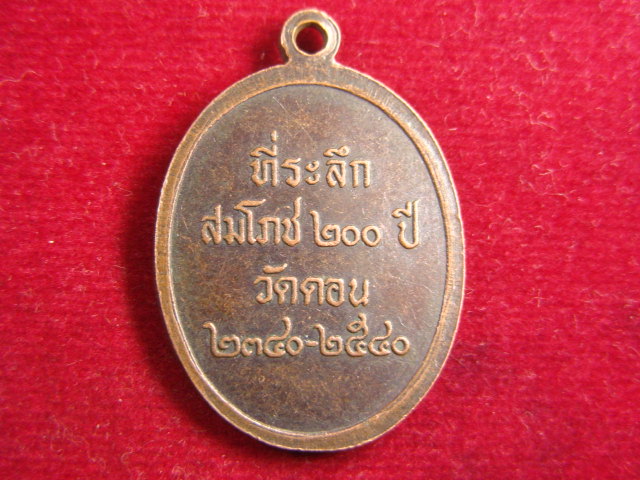 ที่ระลึก
สมโภช ๒๐๐ ปี
วัดดอน
๒๓๔๐-๒๕๔๐